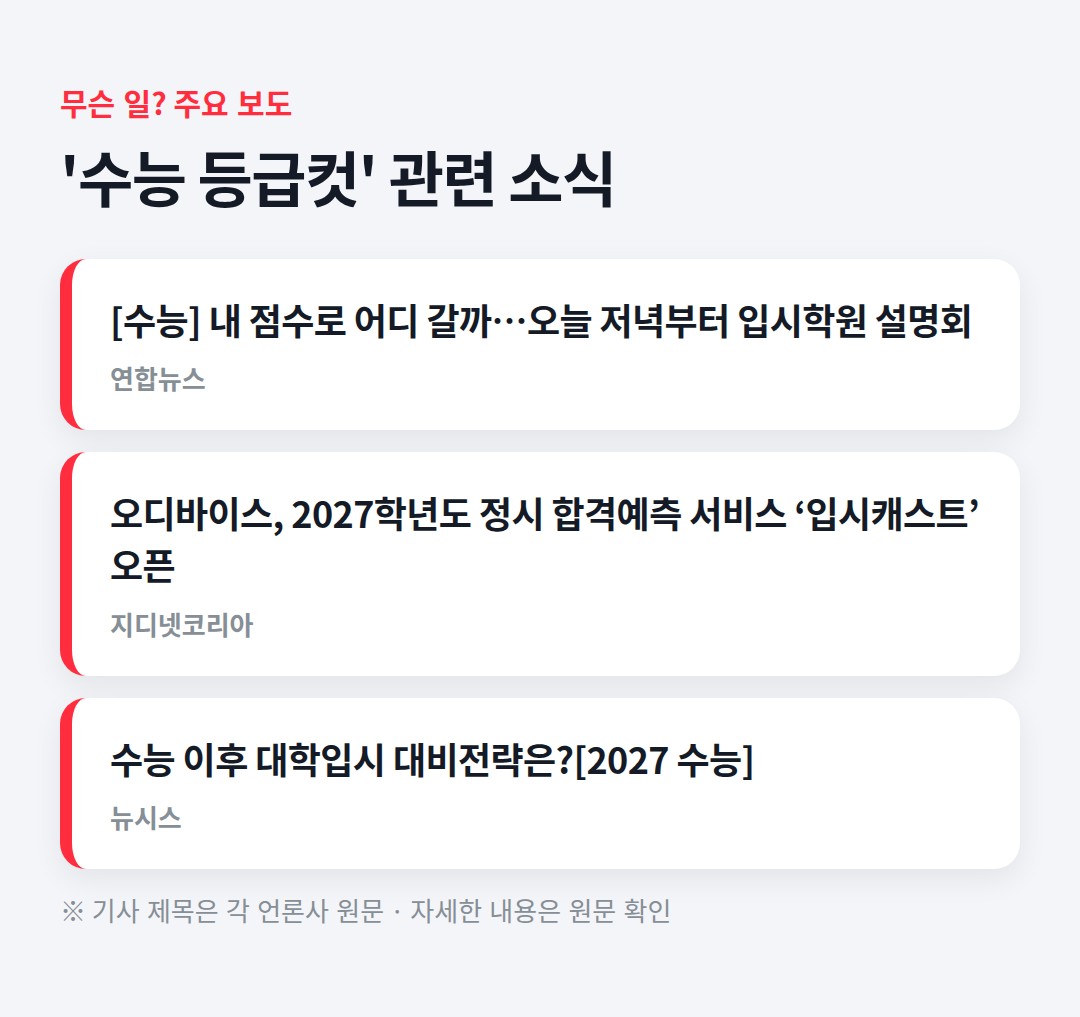 무슨 일? 주요 보도
'수능 등급컷' 관련 소식
[수능] 내 점수로 어디 갈까…오늘 저녁부터 입시학원 설명회
연합뉴스
오디바이스, 2027학년도 정시 합격예측 서비스 ‘입시캐스트’
오픈
지디넷코리아
수능 이후 대학입시 대비전략은?[2027 수능]
뉴시스
※ 기사 제목은 각 언론사 원문 · 자세한 내용은 원문 확인